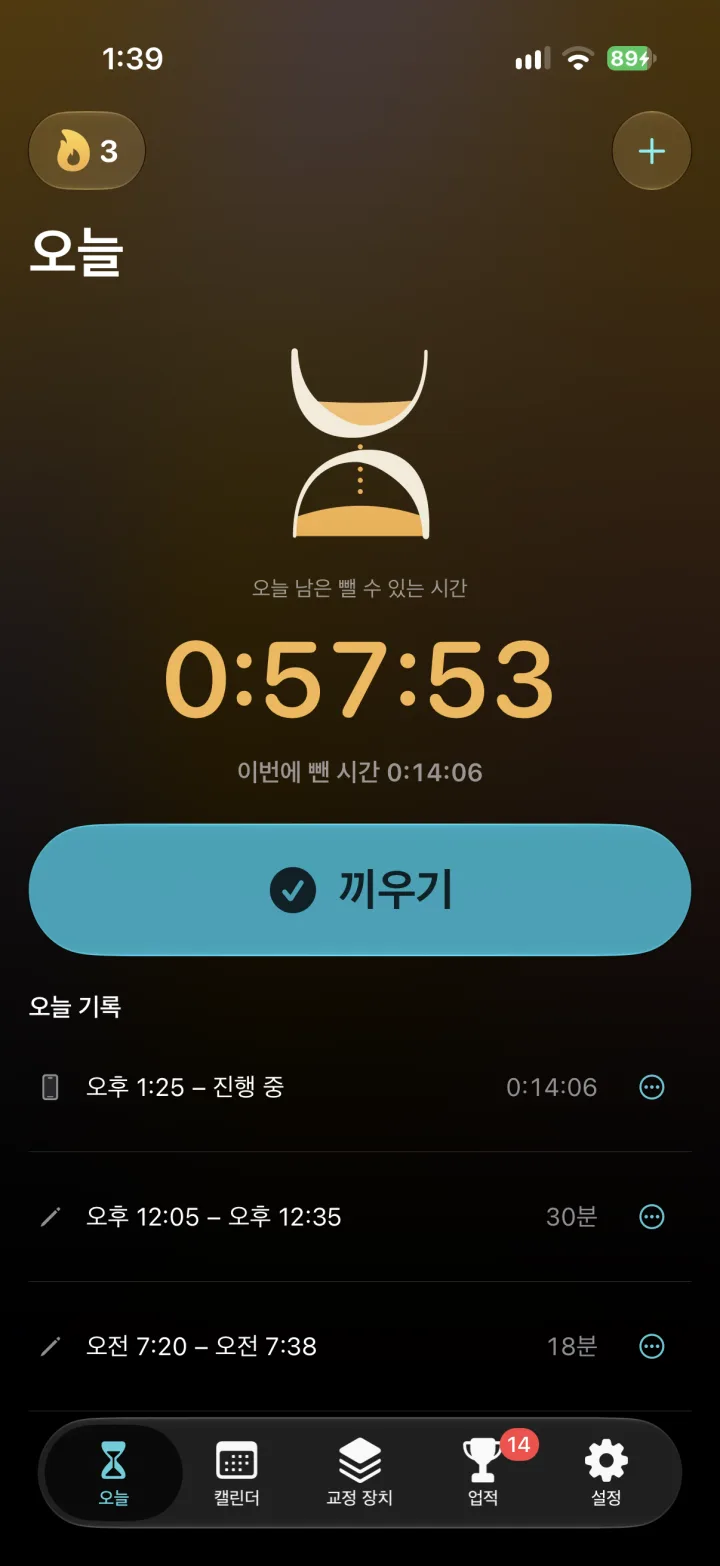 1:39
89
3
오늘
오늘 남은 뺄 수 있는 시간
0:57:53
이번에 뺀 시간 0:14:06
끼우기
오늘 기록
오후 1:25 – 진행 중 0:14:06
오후 12:05 – 오후 12:35 30분
오전 7:20 – 오전 7:38 18분
14
오늘 캘린더 교정 장치 업적 설정